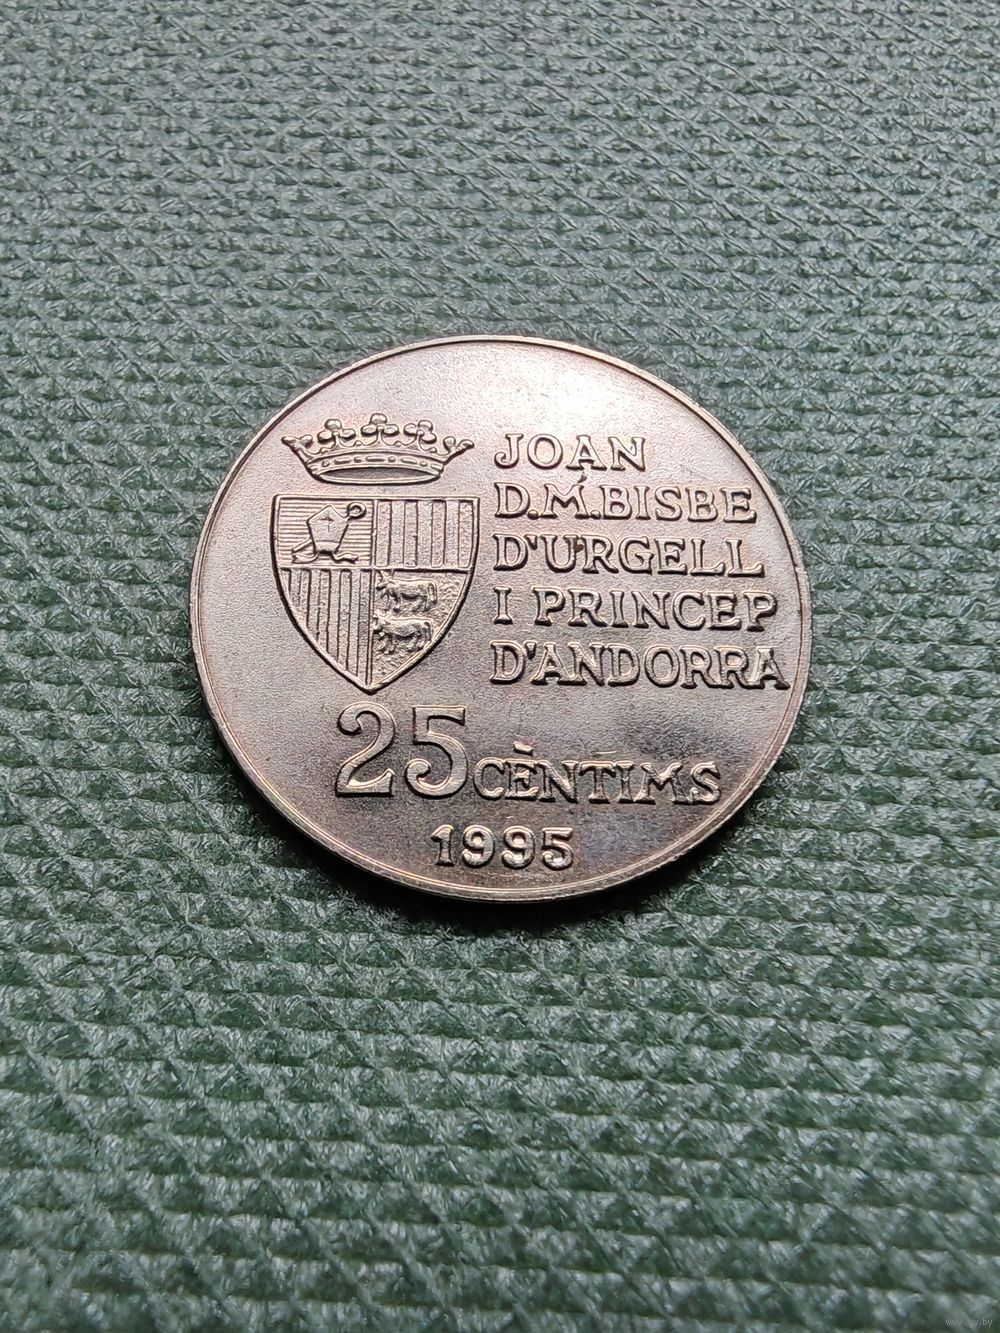 JOAN
D.M.BISBE
D'URGELL
I PRINCEP
D'ANDORRA
25 CÈNTIMS
1995